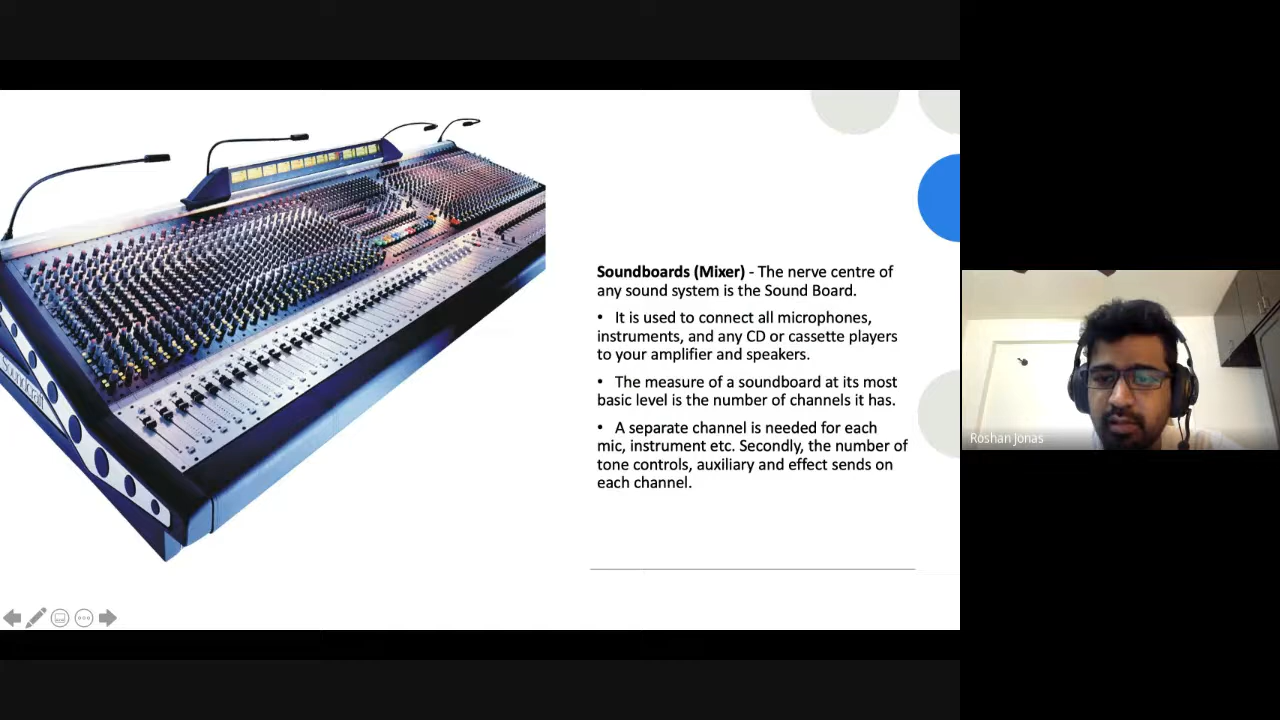 Soundcraft
Soundboards (Mixer) - The nerve centre of
any sound system is the Sound Board.
• It is used to connect all microphones,
instruments, and any CD or cassette players
to your amplifier and speakers.
• The measure of a soundboard at its most
basic level is the number of channels it has.
• A separate channel is needed for each
mic, instrument etc. Secondly, the number of
tone controls, auxiliary and effect sends on
each channel.
Roshan Jonas